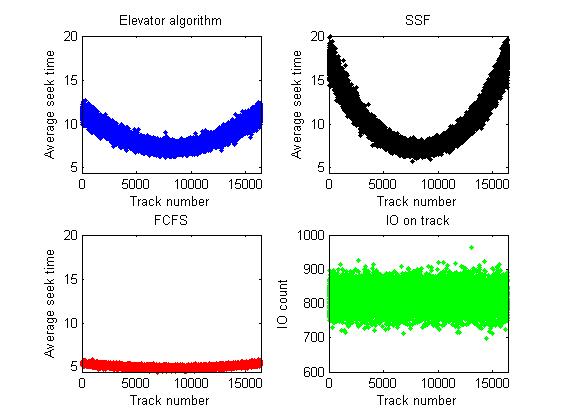 Elevator algorithm
20
15
10
5
Average seek time
0 5000 10000 15000
Track number
SSF
20
15
10
5
Average seek time
0 5000 10000 15000
Track number
FCFS
20
15
10
5
Average seek time
0 5000 10000 15000
Track number
IO on track
1000
900
800
700
600
IO count
0 5000 10000 15000
Track number